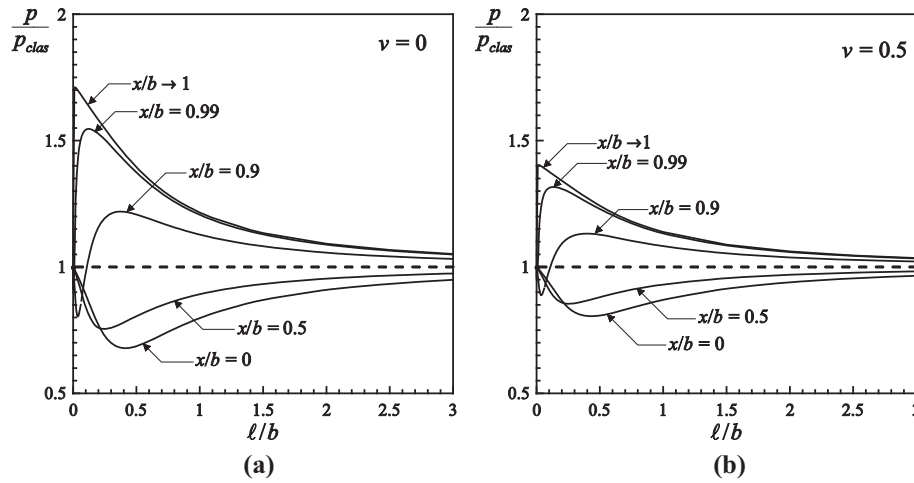 p
p_clas
2
1.5
1
0.5
ν = 0
x/b → 1
x/b = 0.99
x/b = 0.9
x/b = 0.5
x/b = 0
0 0.5 1 1.5 2 2.5 3
ℓ/b
(a)
p
p_clas
2
1.5
1
0.5
ν = 0.5
x/b →1
x/b = 0.99
x/b = 0.9
x/b = 0.5
x/b = 0
0 0.5 1 1.5 2 2.5 3
ℓ/b
(b)